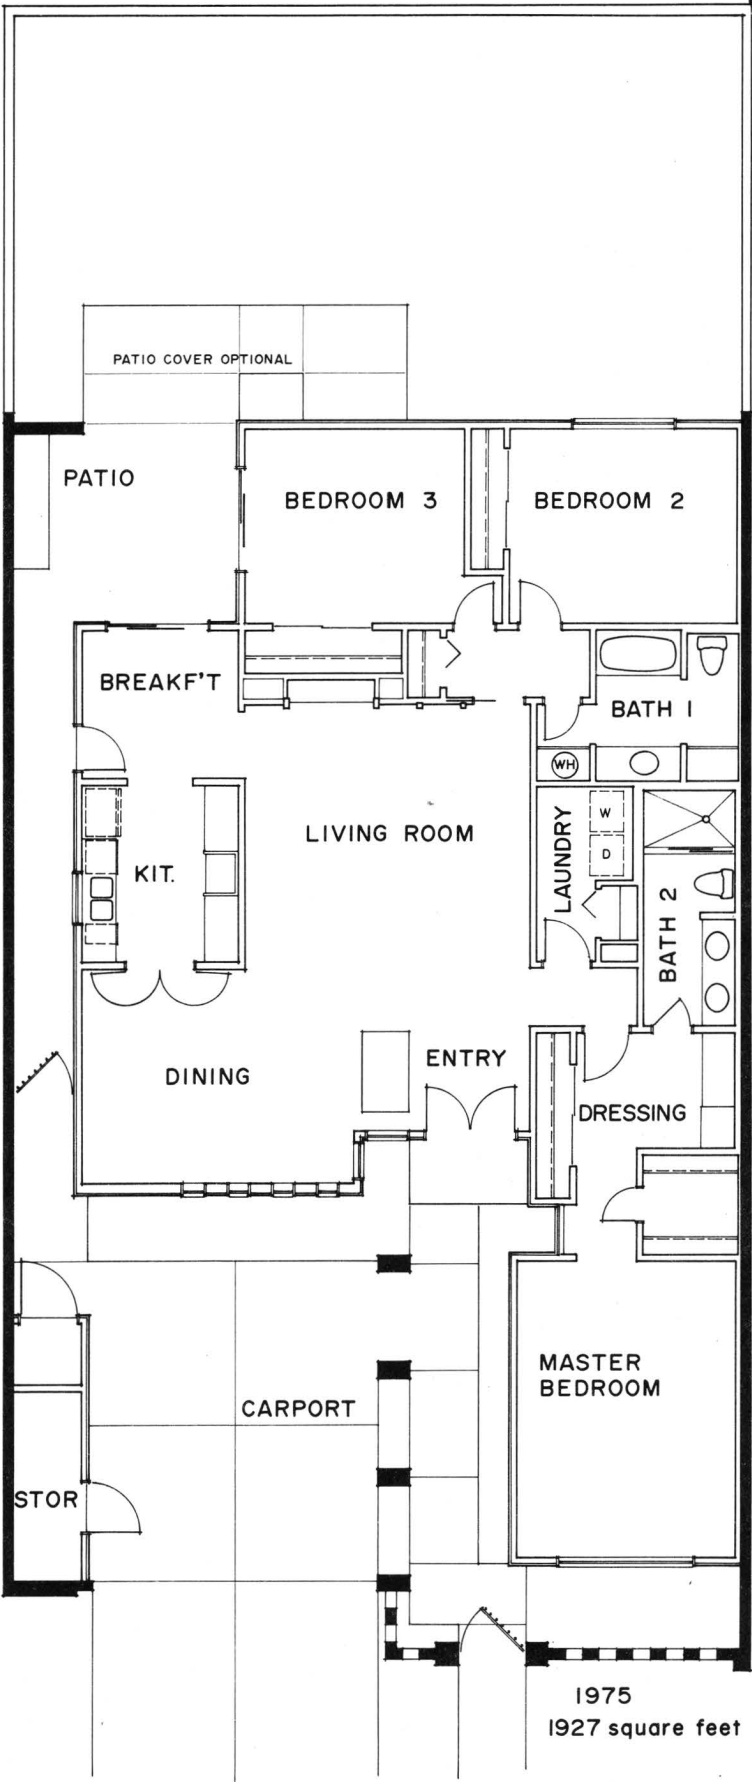 PATIO COVER OPTIONAL
PATIO
BEDROOM 3
BEDROOM 2
BREAKF'T
BATH 1
WH
LIVING ROOM
KIT.
LAUNDRY
W
D
BATH 2
DINING
ENTRY
DRESSING
MASTER
BEDROOM
CARPORT
STOR
1975
1927 square feet